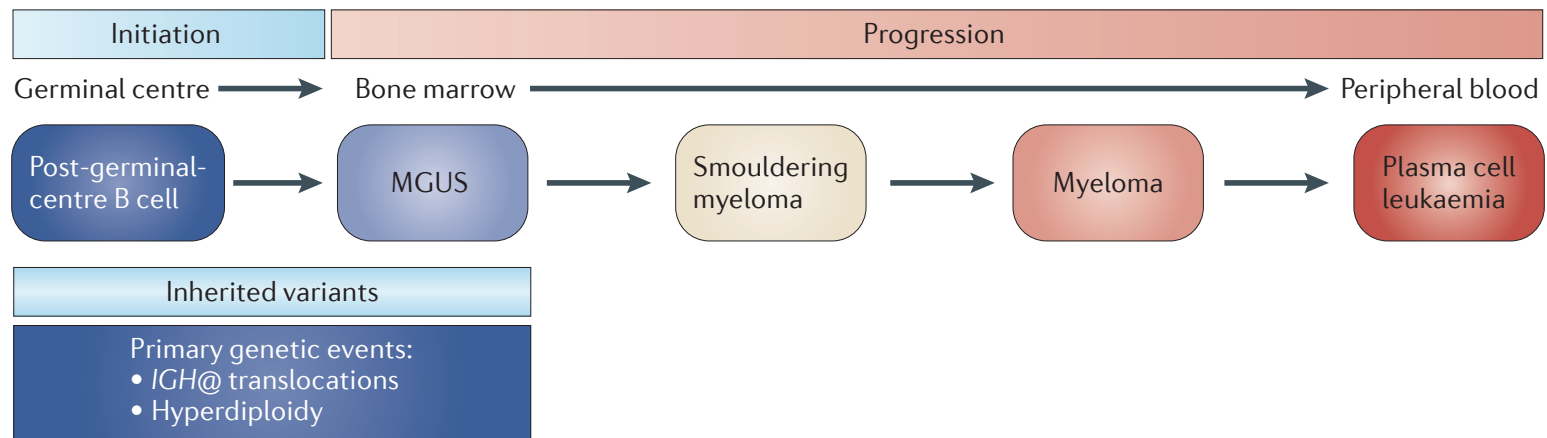 Initiation
Progression
Germinal centre
Bone marrow
Peripheral blood
Post-germinal-
centre B cell
MGUS
Smouldering
myeloma
Myeloma
Plasma cell
leukaemia
Inherited variants
Primary genetic events:
• IGH@ translocations
• Hyperdiploidy